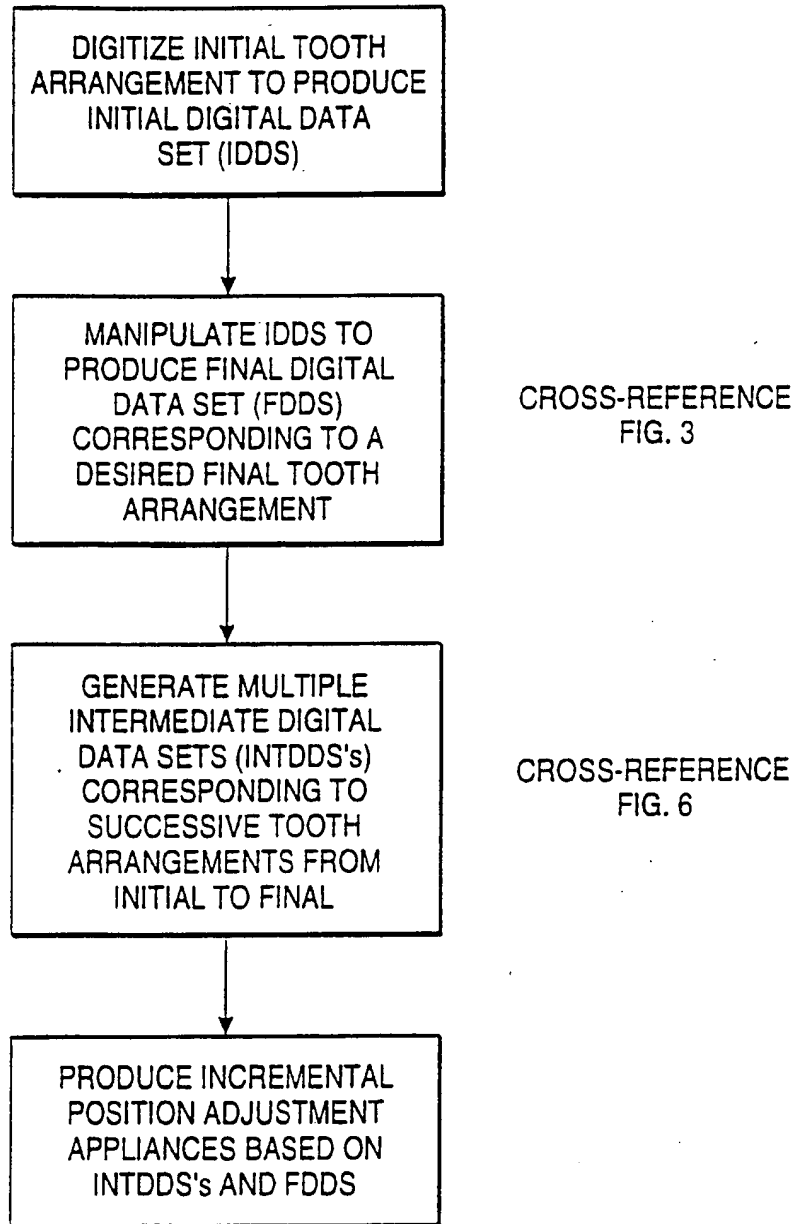 DIGITIZE INITIAL TOOTH
ARRANGEMENT TO PRODUCE
INITIAL DIGITAL DATA
SET (IDDS)
MANIPULATE IDDS TO
PRODUCE FINAL DIGITAL
DATA SET (FDDS)
CORRESPONDING TO A
DESIRED FINAL TOOTH
ARRANGEMENT
CROSS-REFERENCE
FIG. 3
GENERATE MULTIPLE
INTERMEDIATE DIGITAL
DATA SETS (INTDDS's)
CORRESPONDING TO
SUCCESSIVE TOOTH
ARRANGEMENTS FROM
INITIAL TO FINAL
CROSS-REFERENCE
FIG. 6
PRODUCE INCREMENTAL
POSITION ADJUSTMENT
APPLIANCES BASED ON
INTDDS's AND FDDS